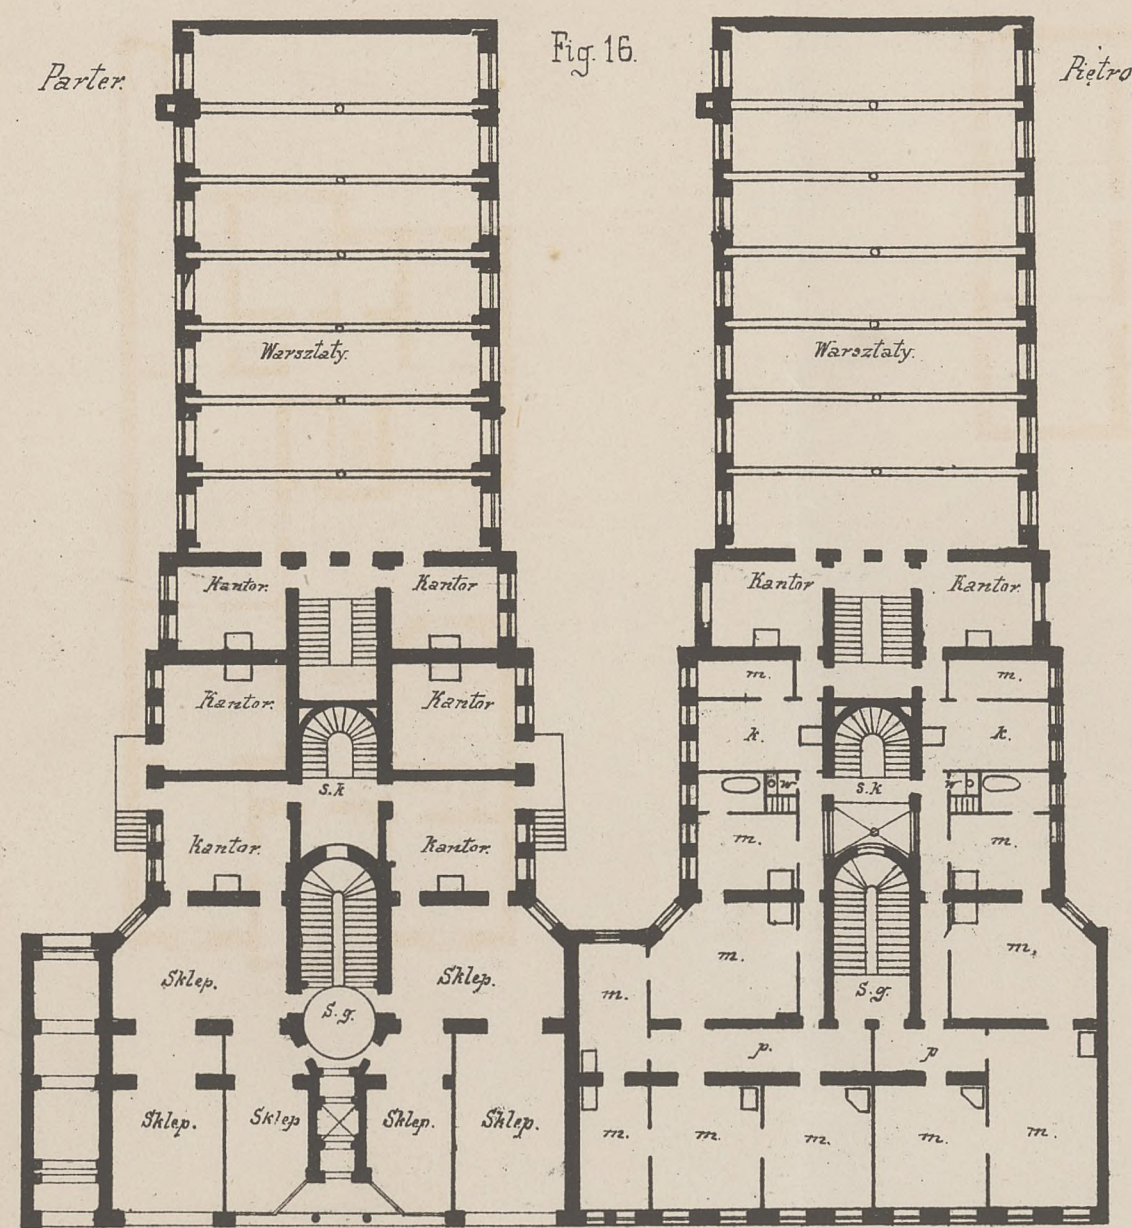 Parter.
Fig. 16.
Piętro
Warsztaty.
Kantor.
Kantor
Kantor.
Kantor
s.k
Kantor.
Kantor.
Sklep.
Sklep.
S.g.
Sklep.
Sklep
Sklep.
Sklep.
Warsztaty.
Kantor
Kantor.
m.
m.
k.
k.
w
s.k
w
m.
m.
m.
m.
m.
S.g.
p.
p
m.
m.
m.
m.
m.